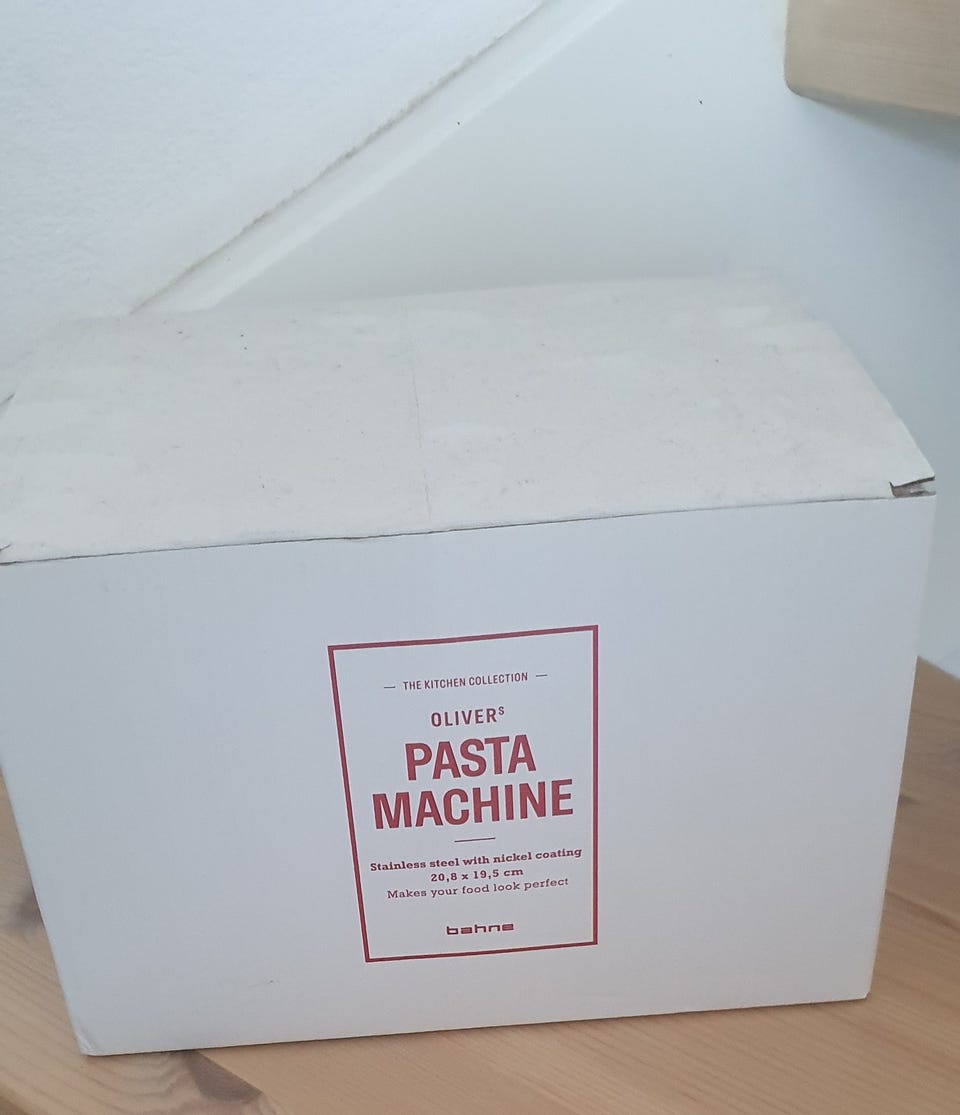 — THE KITCHEN COLLECTION —
OLIVERS
PASTA
MACHINE
Stainless steel with nickel coating
20,8 x 19,5 cm
Makes your food look perfect
bahne